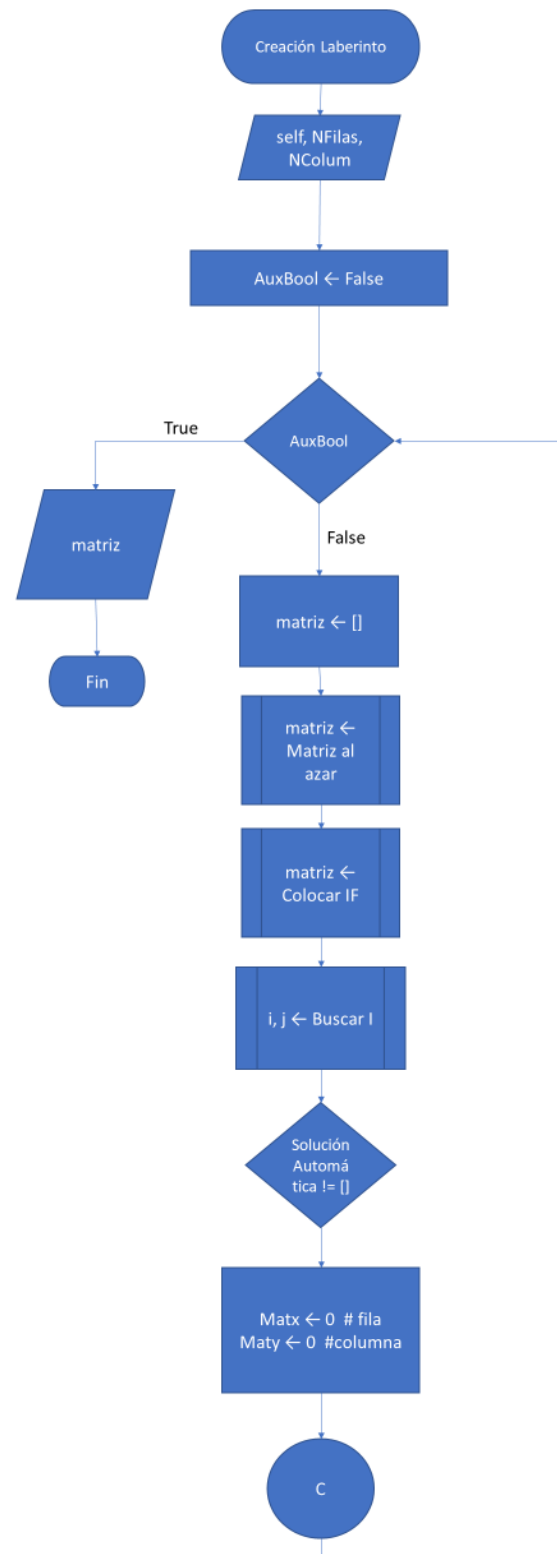 Creación Laberinto
self, NFilas,
NColum
AuxBool ← False
AuxBool
True
False
matriz
Fin
matriz ← []
matriz ←
Matriz al
azar
matriz ←
Colocar IF
i, j ← Buscar I
Solución
Automá
tica != []
Matx ← 0 # fila
Maty ← 0 #columna
C